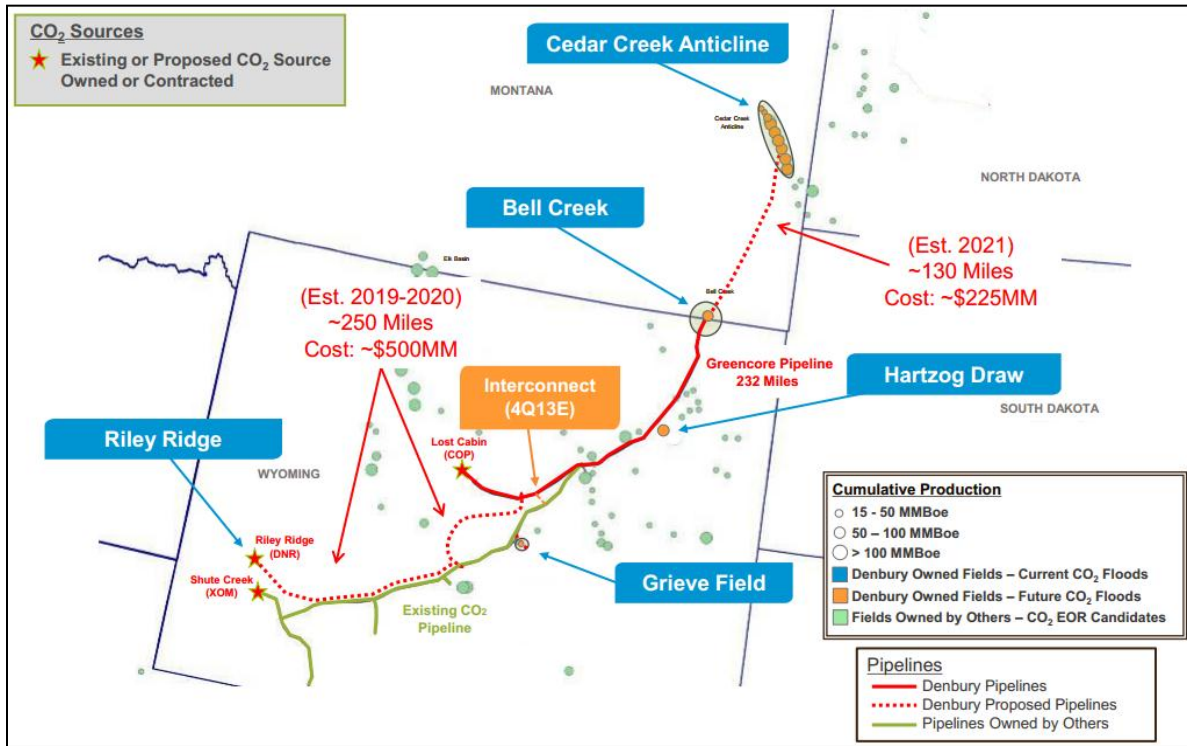 CO₂ Sources
Existing or Proposed CO₂ Source
Owned or Contracted
Cedar Creek Anticline
MONTANA
Cedar Creek
Anticline
NORTH DAKOTA
Bell Creek
(Est. 2021)
~130 Miles
Cost: ~$225MM
Elk Basin
(Est. 2019-2020)
~250 Miles
Cost: ~$500MM
Bell Creek
Greencore Pipeline
232 Miles
Hartzog Draw
Interconnect
(4Q13E)
SOUTH DAKOTA
Riley Ridge
Lost Cabin
(COP)
WYOMING
Riley Ridge
(DNR)
Shute Creek
(XOM)
Grieve Field
Existing CO₂
Pipeline
Cumulative Production
15 - 50 MMBoe
50 – 100 MMBoe
> 100 MMBoe
Denbury Owned Fields – Current CO₂ Floods
Denbury Owned Fields – Future CO₂ Floods
Fields Owned by Others – CO₂ EOR Candidates
Pipelines
Denbury Pipelines
Denbury Proposed Pipelines
Pipelines Owned by Others